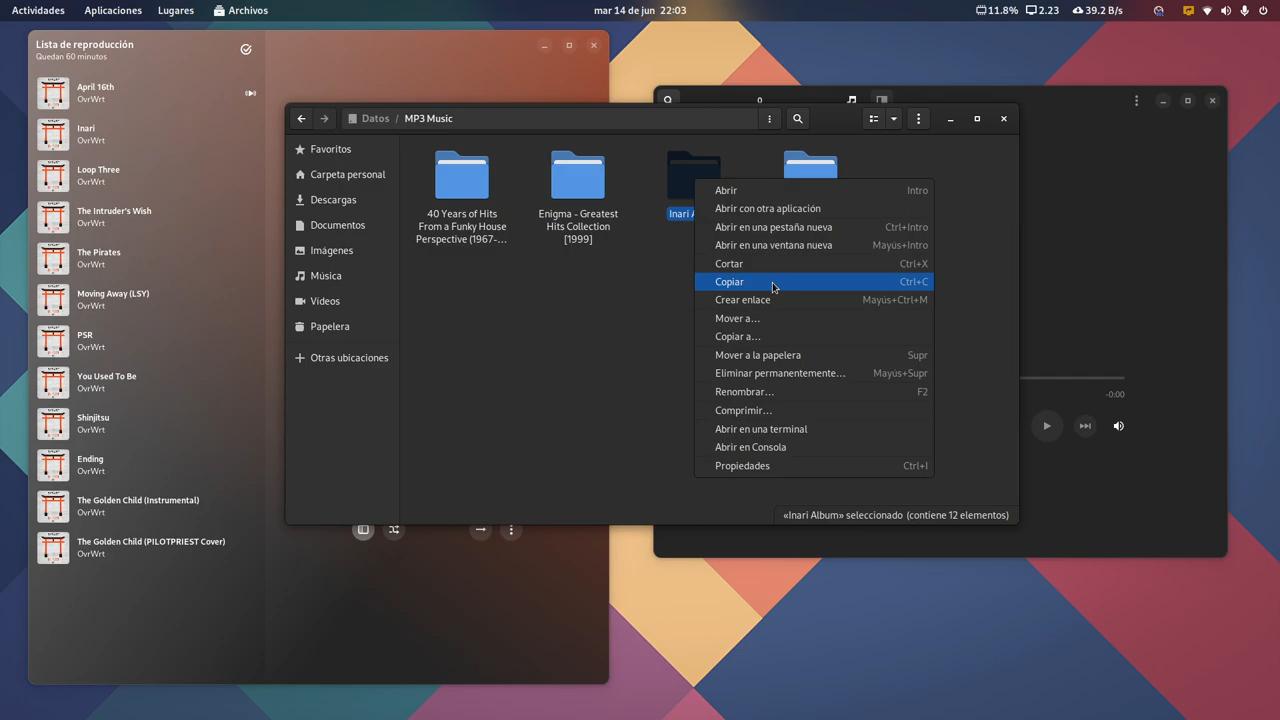 Actividades
Aplicaciones
Lugares
Archivos
mar 14 de jun 22:03
11.8%
2.23
39.2 B/s
Lista de reproducción
Quedan 60 minutos
April 16th
OvrWrt
Inari
OvrWrt
Loop Three
OvrWrt
The Intruder's Wish
OvrWrt
The Pirates
OvrWrt
Moving Away (LSY)
OvrWrt
PSR
OvrWrt
You Used To Be
OvrWrt
Shinjitsu
OvrWrt
Ending
OvrWrt
The Golden Child (Instrumental)
OvrWrt
The Golden Child (PILOTPRIEST Cover)
OvrWrt
Datos / MP3 Music
Favoritos
Carpeta personal
Descargas
Documentos
Imágenes
Música
Vídeos
Papelera
Otras ubicaciones
40 Years of Hits
From a Funky House
Perspective (1967-...
Enigma - Greatest
Hits Collection
[1999]
Inari
Abrir Intro
Abrir con otra aplicación
Abrir en una pestaña nueva Ctrl+Intro
Abrir en una ventana nueva Mayús+Intro
Cortar Ctrl+X
Copiar Ctrl+C
Crear enlace Mayús+Ctrl+M
Mover a…
Copiar a…
Mover a la papelera Supr
Eliminar permanentemente… Mayús+Supr
Renombrar… F2
Comprimir…
Abrir en una terminal
Abrir en Consola
Propiedades Ctrl+I
«Inari Album» seleccionado (contiene 12 elementos)
0
-0:00